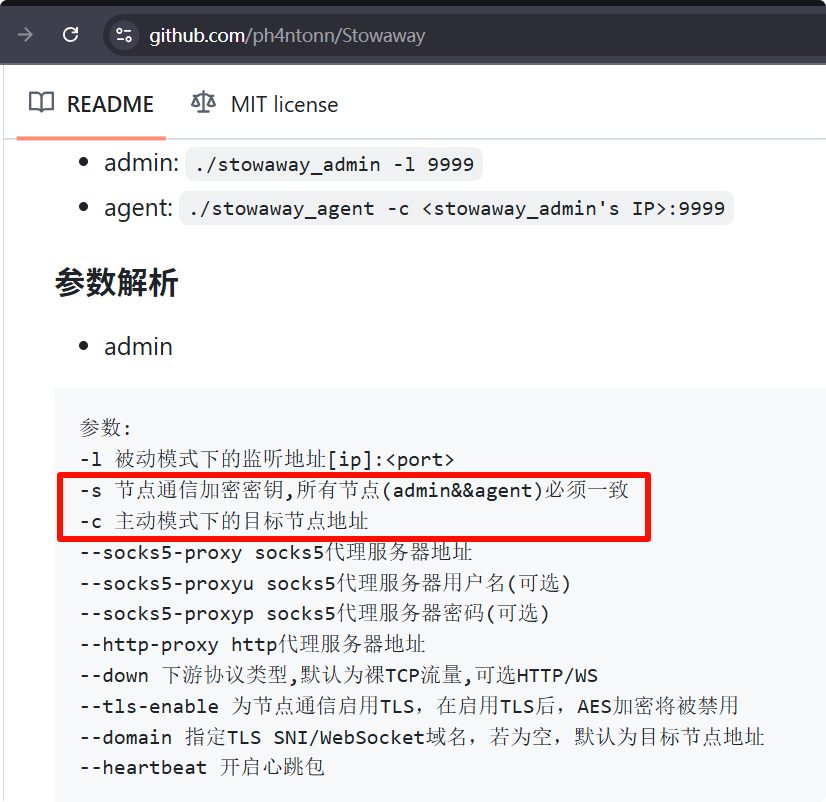 github.com/ph4ntonn/Stowaway
README MIT license
admin: ./stowaway_admin -l 9999
agent: ./stowaway_agent -c <stowaway_admin's IP>:9999
参数解析
admin
参数:
-l 被动模式下的监听地址[ip]:<port>
-s 节点通信加密密钥,所有节点(admin&&agent)必须一致
-c 主动模式下的目标节点地址
--socks5-proxy socks5代理服务器地址
--socks5-proxyu socks5代理服务器用户名(可选)
--socks5-proxyp socks5代理服务器密码(可选)
--http-proxy http代理服务器地址
--down 下游协议类型,默认为裸TCP流量,可选HTTP/WS
--tls-enable 为节点通信启用TLS，在启用TLS后，AES加密将被禁用
--domain 指定TLS SNI/WebSocket域名，若为空，默认为目标节点地址
--heartbeat 开启心跳包